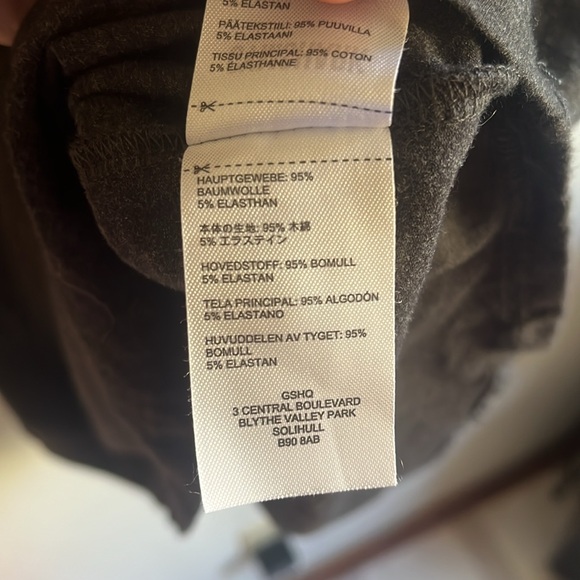 5% ELASTAN
PÄÄTEKSTIILI: 95% PUUVILLA
5% ELASTAANI
TISSU PRINCIPAL: 95% COTON
5% ÉLASTHANNE
HAUPTGEWEBE: 95%
BAUMWOLLE
5% ELASTHAN
本体の生地: 95% 木綿
5% エラステイン
HOVEDSTOFF: 95% BOMULL
5% ELASTAN
TELA PRINCIPAL: 95% ALGODÓN
5% ELASTANO
HUVUDDELEN AV TYGET: 95%
BOMULL
5% ELASTAN
GSHQ
3 CENTRAL BOULEVARD
BLYTHE VALLEY PARK
SOLIHULL
B90 8AB